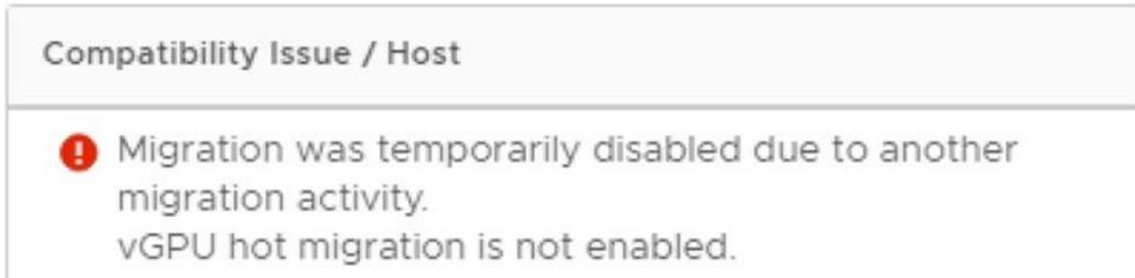 Compatibility Issue / Host
Migration was temporarily disabled due to another
migration activity.
vGPU hot migration is not enabled.